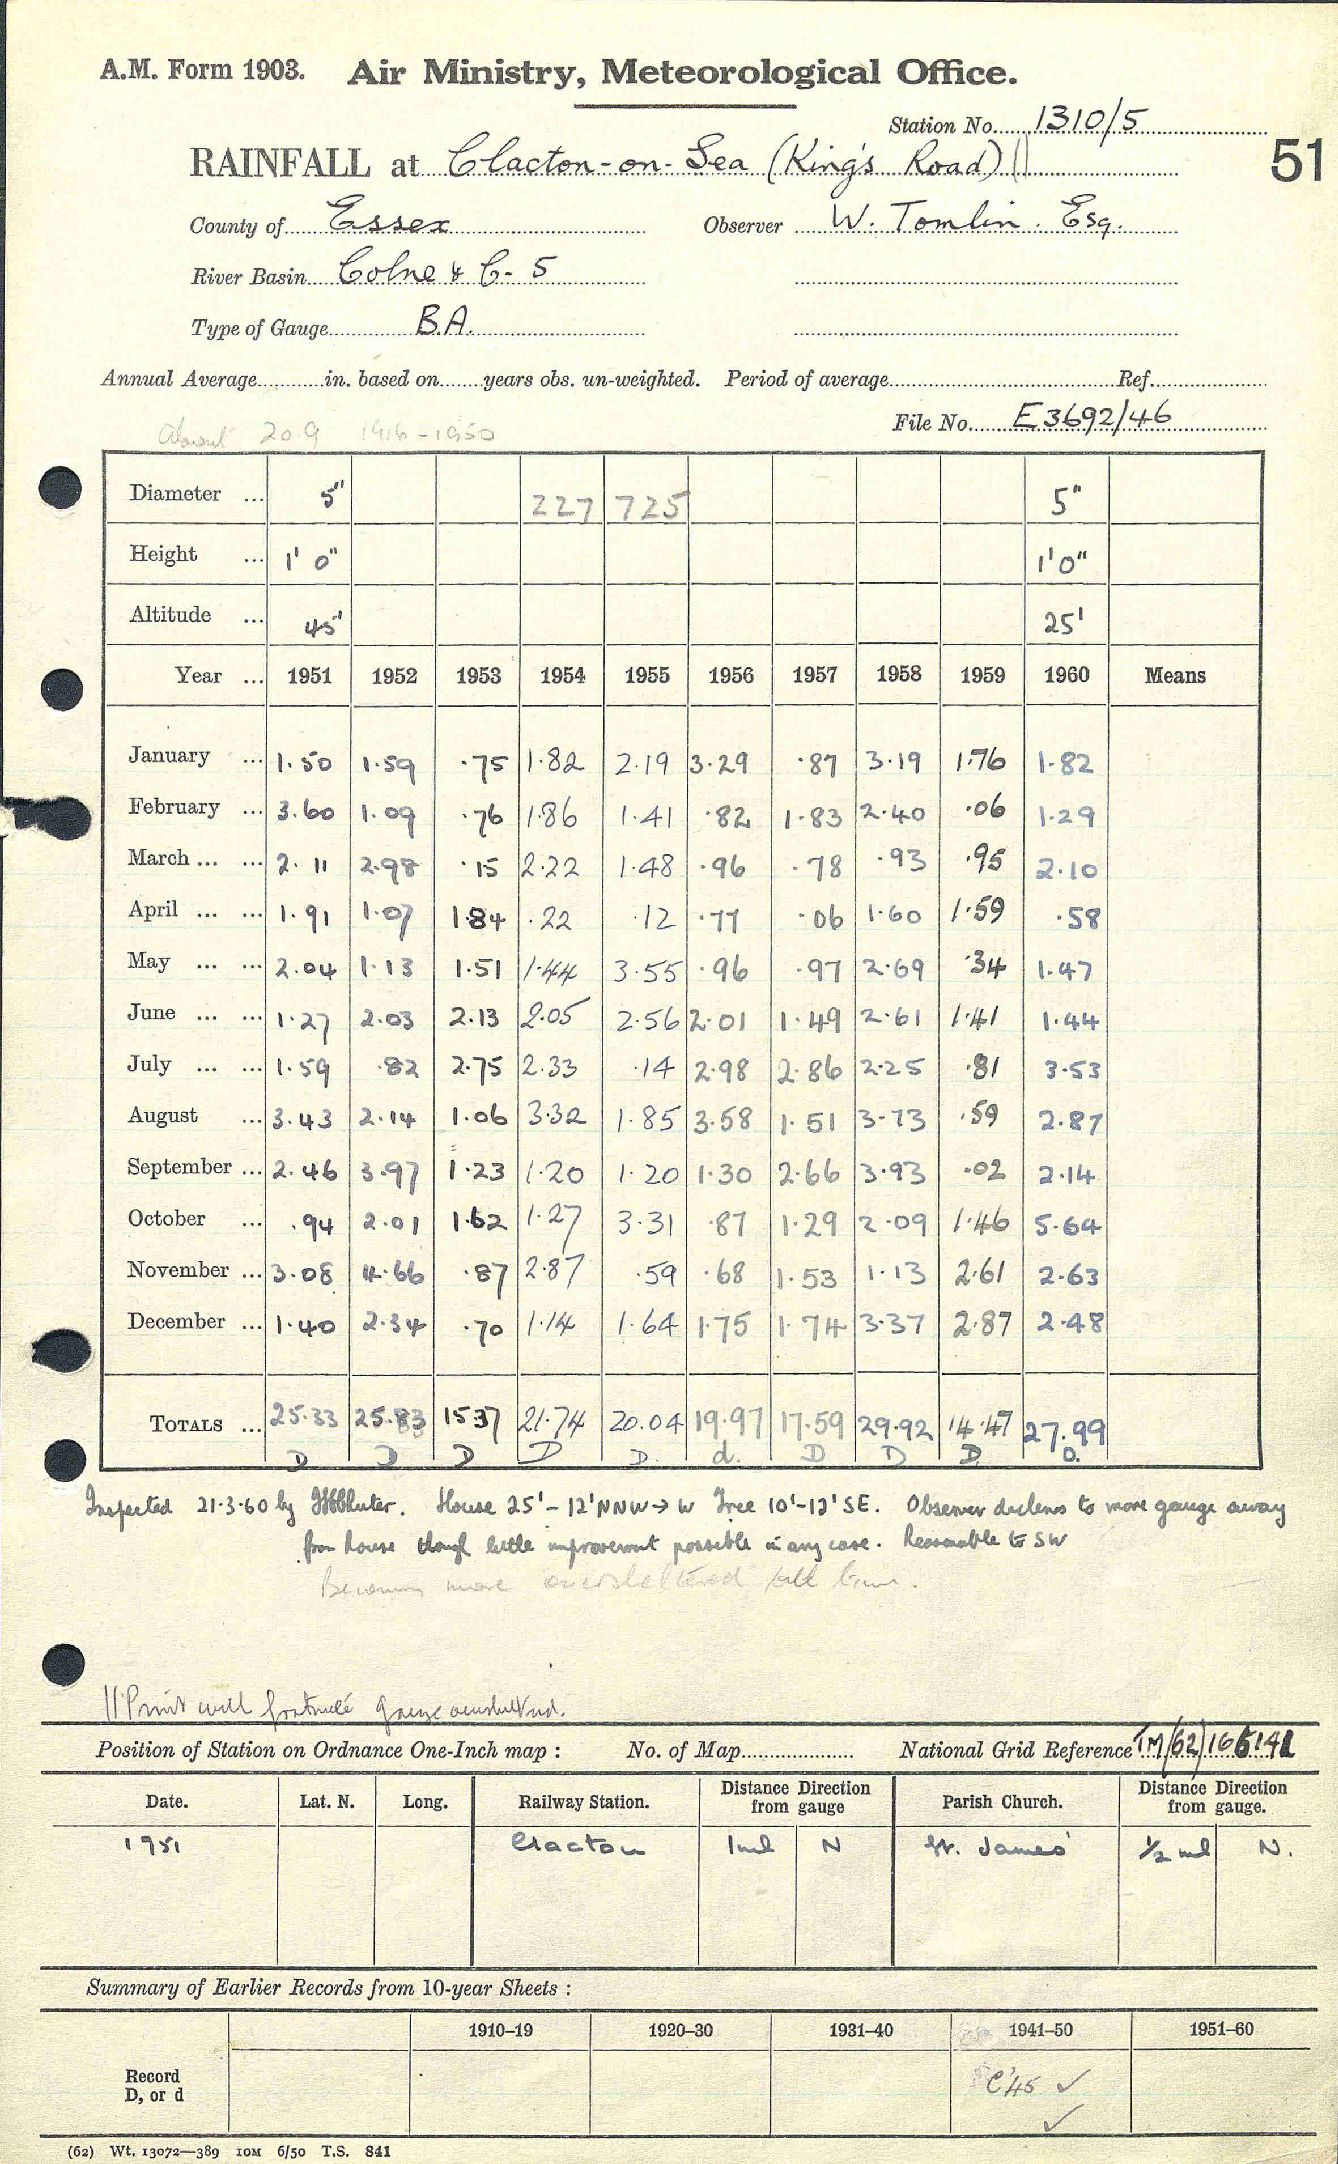 A.M. Form 1903. Air Ministry, Meteorological Office.
Station No. 1310/5
RAINFALL at Clacton-on-Sea (King's Road) 51
County of Essex Observer W. Tomlin. Esq.
River Basin Colne & C. 5
Type of Gauge B.A.
Annual Average in. based on years obs. un-weighted. Period of average Ref.
About 20.9 1916-1950 File No. E3692/46
Diameter ... 5" 227 725 5"
Height ... 1' 0" 1'0"
Altitude ... 45' 25'
Year ... 1951 1952 1953 1954 1955 1956 1957 1958 1959 1960 Means
January ... 1.50 1.59 .75 1.82 2.19 3.29 .87 3.19 1.76 1.82
February ... 3.60 1.09 .76 1.86 1.41 .82 1.83 2.40 .06 1.29
March ... ... 2.11 2.98 .15 2.22 1.48 .96 .78 .93 .95 2.10
April ... ... 1.91 1.07 1.84 .22 .12 .77 .06 1.60 1.59 .58
May ... ... 2.04 1.13 1.51 1.44 3.55 .96 .97 2.69 .34 1.47
June ... ... 1.27 2.03 2.13 2.05 2.56 2.01 1.49 2.61 1.41 1.44
July ... ... 1.59 .82 2.75 2.33 .14 2.98 2.86 2.25 .81 3.53
August ... 3.43 2.14 1.06 3.32 1.85 3.58 1.51 3.73 .59 2.87
September ... 2.46 3.97 1.23 1.20 1.20 1.30 2.66 3.93 .02 2.14
October ... .94 2.01 1.62 1.27 3.31 .87 1.29 2.09 1.46 5.64
November ... 3.08 4.66 .87 2.87 .59 .68 1.53 1.13 2.61 2.63
December ... 1.40 2.34 .70 1.14 1.64 1.75 1.74 3.37 2.87 2.48
TOTALS ... 25.33 25.83 15.37 21.74 20.04 19.97 17.59 29.92 14.47 27.99
D D D D D. d. D D D. D.
Inspected 21.3.60 by House 25'-12' NNW→W Tree 10'-12' SE. Observer declines to move gauge away
from house though little improvement possible in any case. Reasonable to SW
Becoming more oversheltered
Print will gauge
Position of Station on Ordnance One-Inch map : No. of Map National Grid Reference TM/62/
Date. Lat. N. Long. Railway Station. Distance Direction from gauge Parish Church. Distance Direction from gauge.
1951 Clacton 1 ml N St. James' 1/2 ml N.
Summary of Earlier Records from 10-year Sheets :
1910–19 1920–30 1931–40 1941–50 1951–60
Record D, or d C'45 ✓
✓
(62) Wt. 13072—389 10M 6/50 T.S. 841